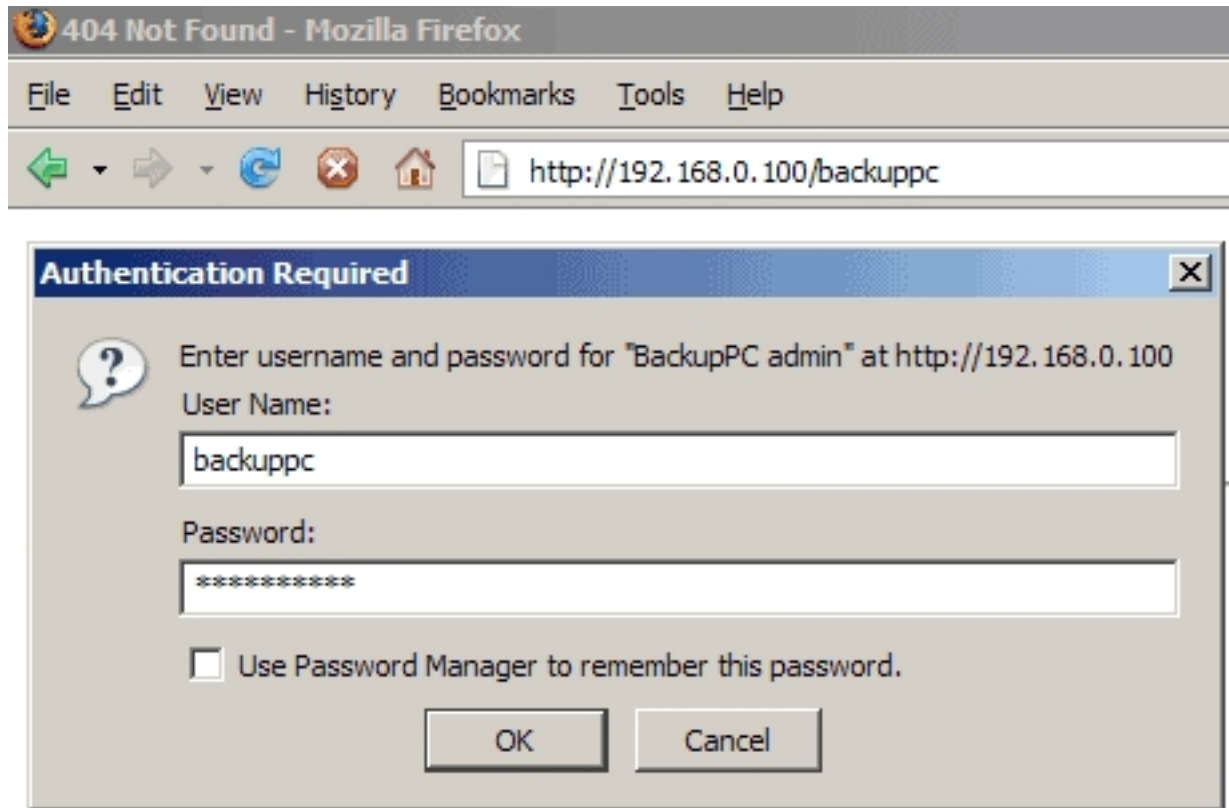 404 Not Found - Mozilla Firefox
File Edit View History Bookmarks Tools Help
http://192.168.0.100/backuppc
Authentication Required
Enter username and password for "BackupPC admin" at http://192.168.0.100
User Name:
backuppc
Password:
**********
Use Password Manager to remember this password.
OK Cancel